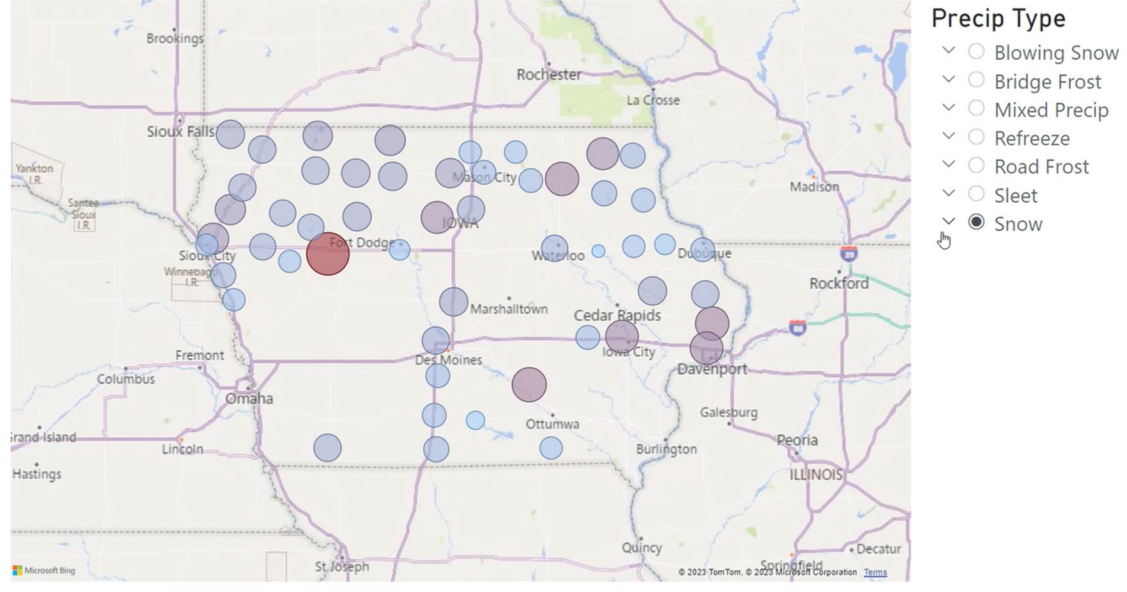 Precip Type
Blowing Snow
Bridge Frost
Mixed Precip
Refreeze
Road Frost
Sleet
Snow
Brookings
Rochester
La Crosse
Sioux Falls
Yankton
I.R.
Mason City
Madison
Santee
Sioux
I.R.
IOWA
Fort Dodge
Sioux City
Waterloo
Dubuque
Winnebago
I.R.
39
Rockford
Marshalltown
Cedar Rapids
88
Iowa City
Fremont
Des Moines
Davenport
Columbus
Omaha
Galesburg
Ottumwa
Grand Island
Lincoln
Burlington
Peoria
Hastings
ILLINOIS
Quincy
Decatur
St Joseph
Springfield
Microsoft Bing
© 2023 TomTom, © 2023 Microsoft Corporation Terms